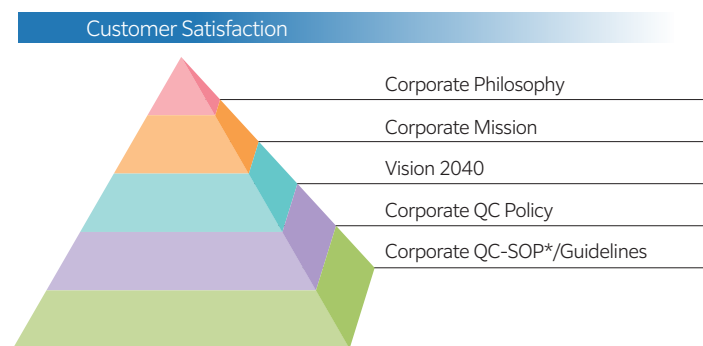 Customer Satisfaction
Corporate Philosophy
Corporate Mission
Vision 2040
Corporate QC Policy
Corporate QC-SOP*/Guidelines